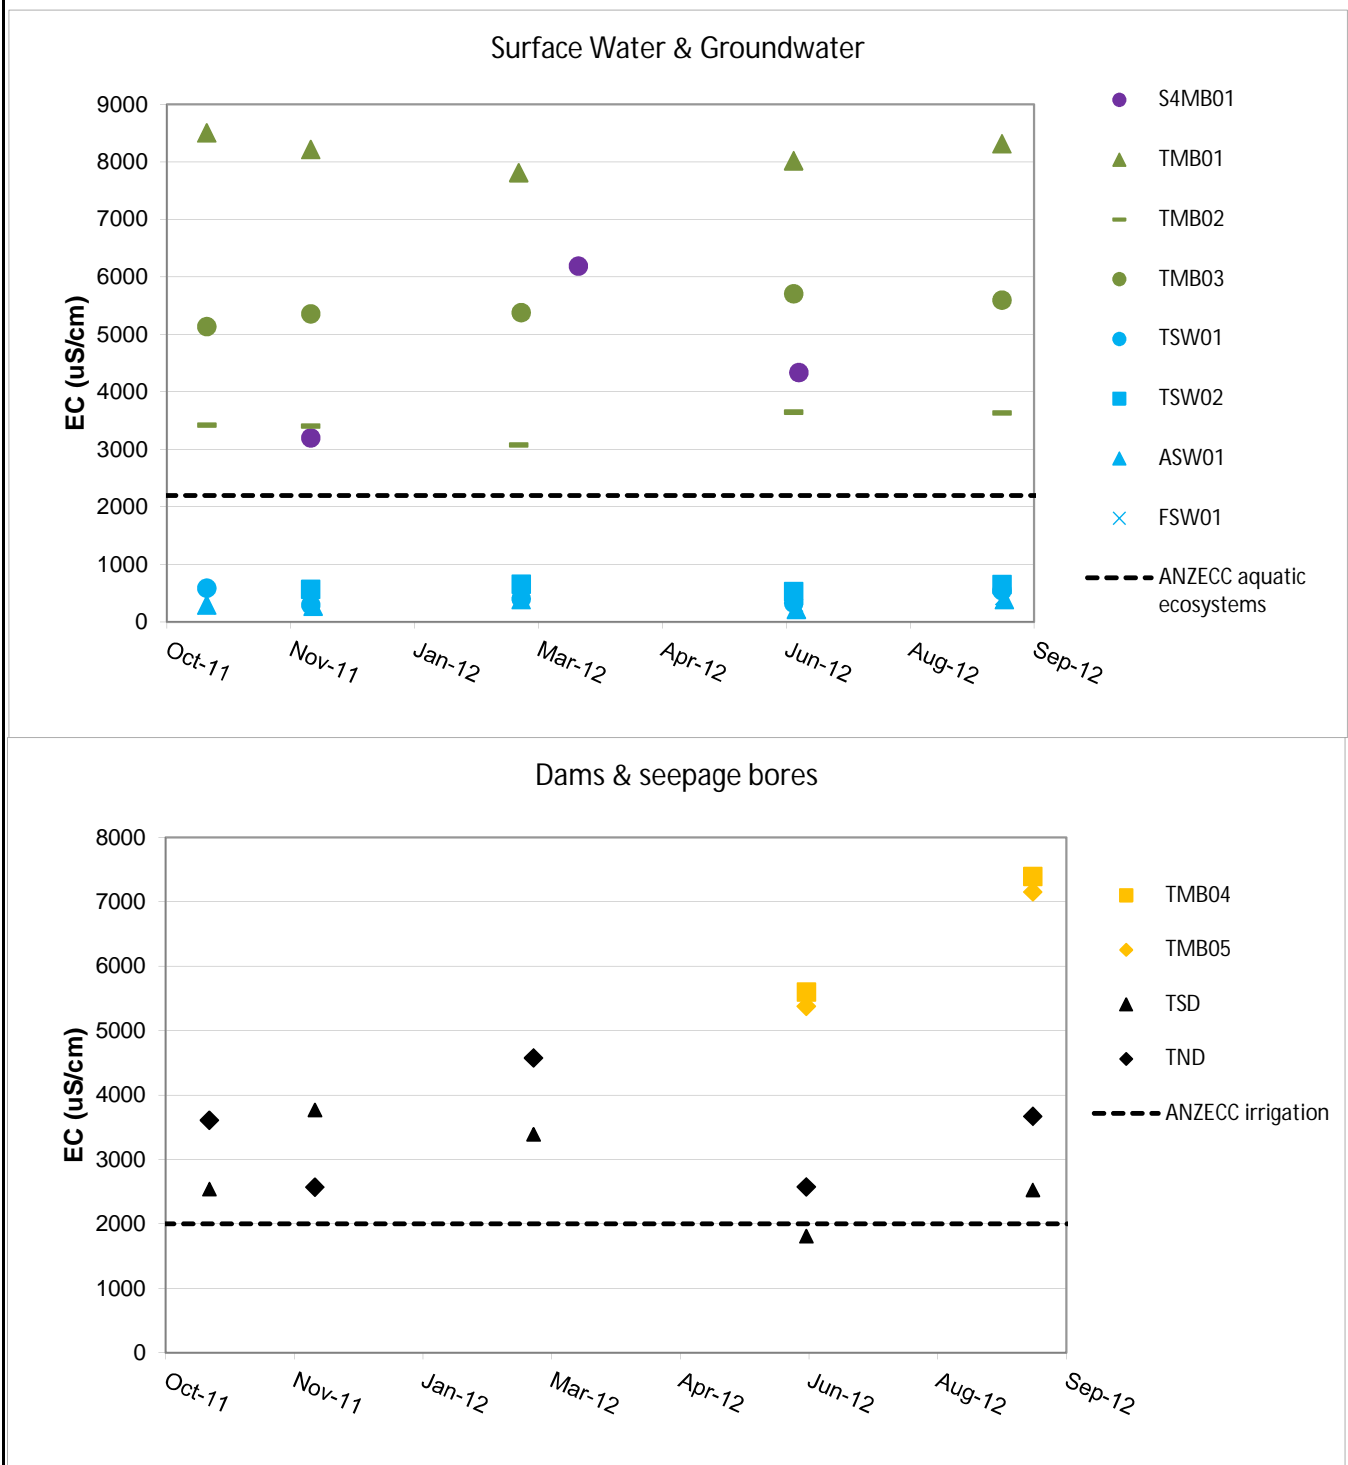 Surface Water & Groundwater
EC (uS/cm)
9000
8000
7000
6000
5000
4000
3000
2000
1000
0
Oct-11
Nov-11
Jan-12
Mar-12
Apr-12
Jun-12
Aug-12
Sep-12
S4MB01
TMB01
TMB02
TMB03
TSW01
TSW02
ASW01
FSW01
ANZECC aquatic
ecosystems
Dams & seepage bores
EC (uS/cm)
8000
7000
6000
5000
4000
3000
2000
1000
0
Oct-11
Nov-11
Jan-12
Mar-12
Apr-12
Jun-12
Aug-12
Sep-12
TMB04
TMB05
TSD
TND
ANZECC irrigation